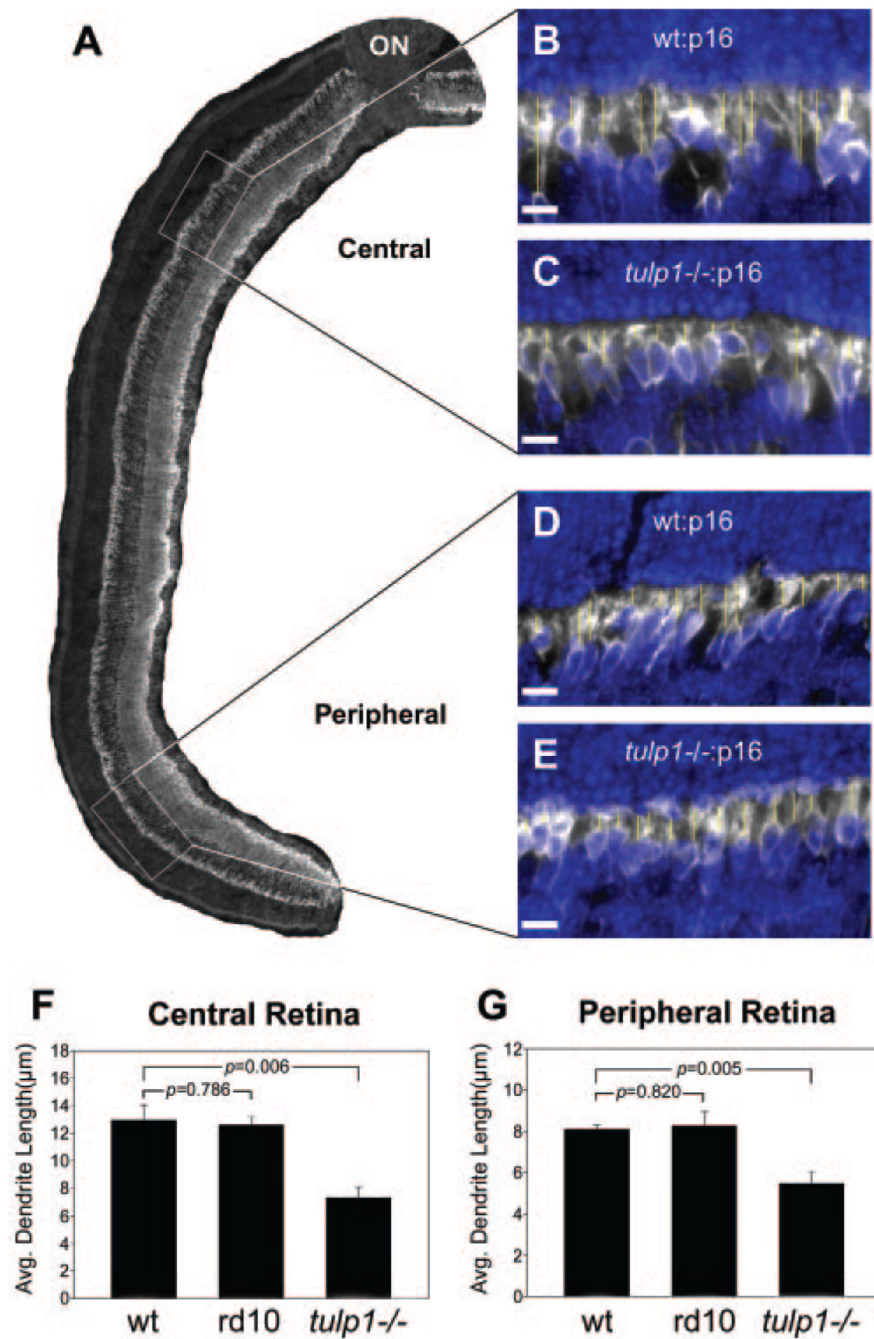 A
ON
Central
Peripheral
B
wt:p16
C
tulp1-/-:p16
D
wt:p16
E
tulp1-/-:p16
F
Central Retina
Avg. Dendrite Length(µm)
18
16
14
12
10
8
6
4
2
0
p=0.006
p=0.786
wt
rd10
tulp1-/-
G
Peripheral Retina
Avg. Dendrite Length(µm)
12
10
8
6
4
2
0
p=0.005
p=0.820
wt
rd10
tulp1-/-